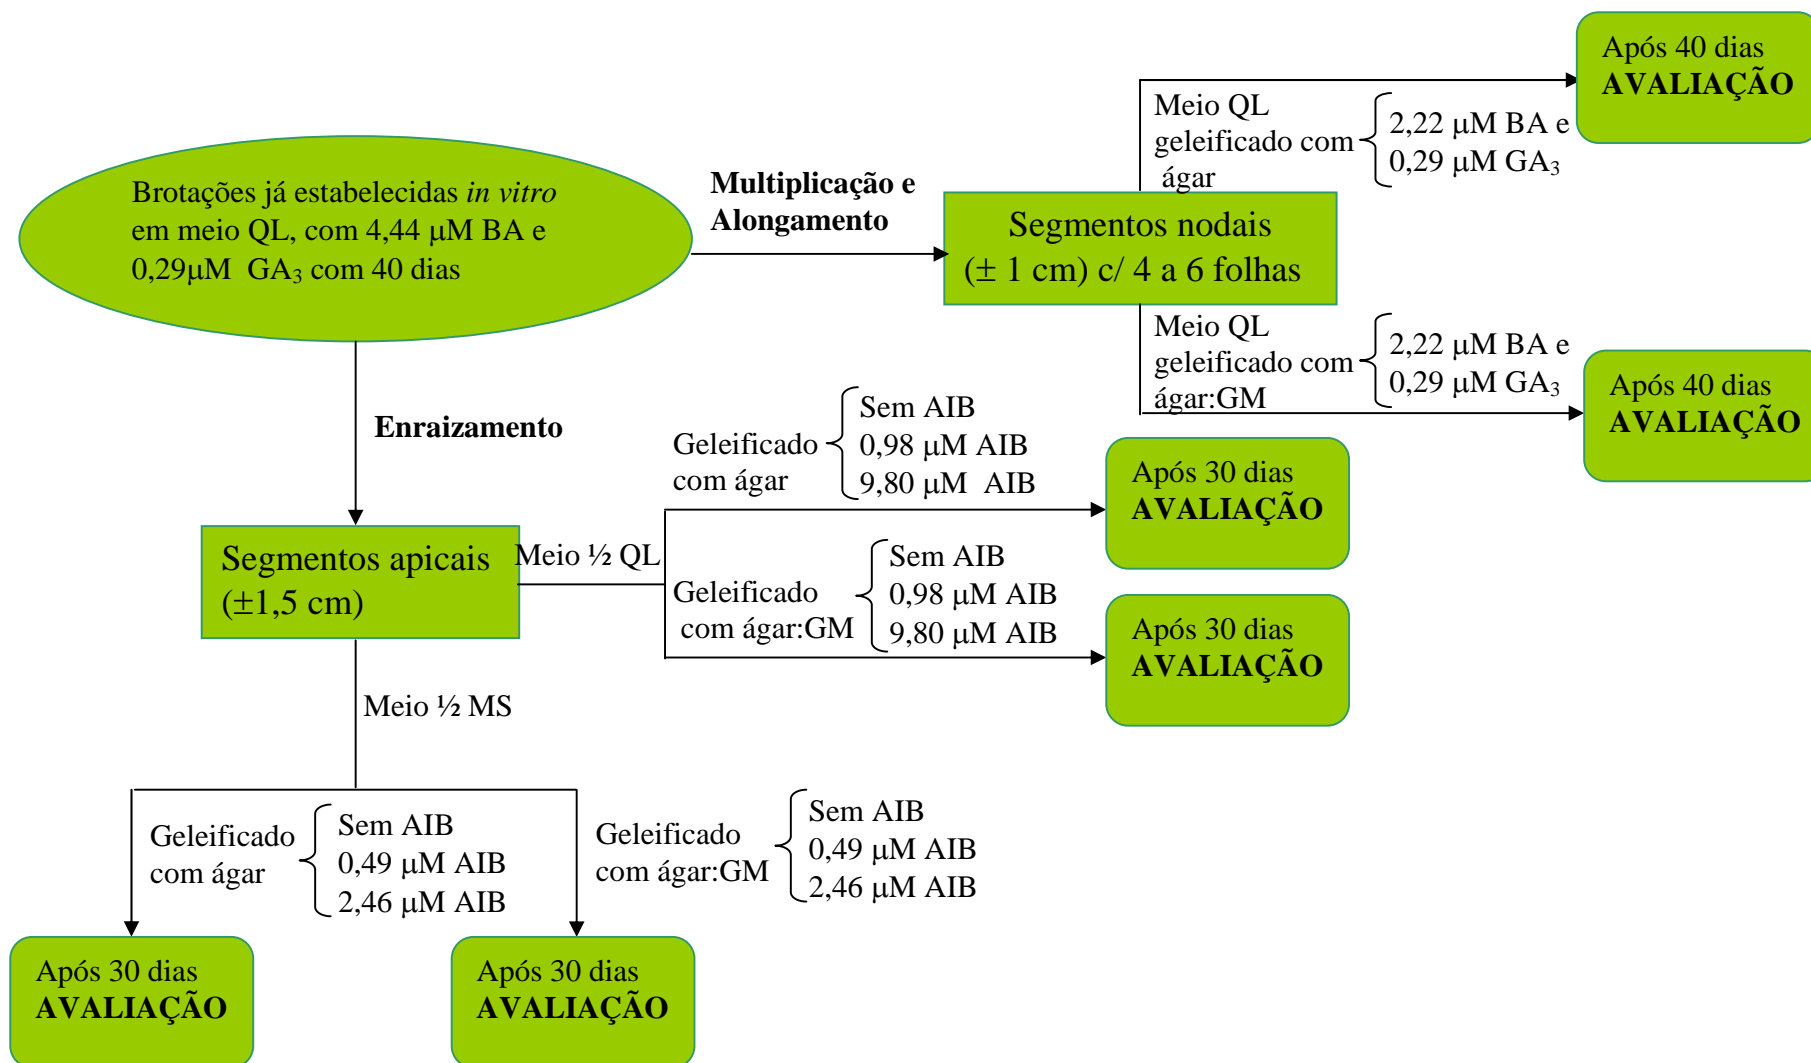 Após 40 dias
AVALIAÇÃO
Meio QL
geleificado com
ágar
2,22 μM BA e
0,29 μM GA₃
Brotações já estabelecidas in vitro
em meio QL, com 4,44 μM BA e
0,29μM GA₃ com 40 dias
Multiplicação e
Alongamento
Segmentos nodais
(± 1 cm) c/ 4 a 6 folhas
Meio QL
geleificado com
ágar:GM
2,22 μM BA e
0,29 μM GA₃
Após 40 dias
AVALIAÇÃO
Enraizamento
Geleificado
com ágar
Sem AIB
0,98 μM AIB
9,80 μM AIB
Após 30 dias
AVALIAÇÃO
Segmentos apicais
(±1,5 cm)
Meio ½ QL
Geleificado
com ágar:GM
Sem AIB
0,98 μM AIB
9,80 μM AIB
Após 30 dias
AVALIAÇÃO
Meio ½ MS
Geleificado
com ágar
Sem AIB
0,49 μM AIB
2,46 μM AIB
Geleificado
com ágar:GM
Sem AIB
0,49 μM AIB
2,46 μM AIB
Após 30 dias
AVALIAÇÃO
Após 30 dias
AVALIAÇÃO